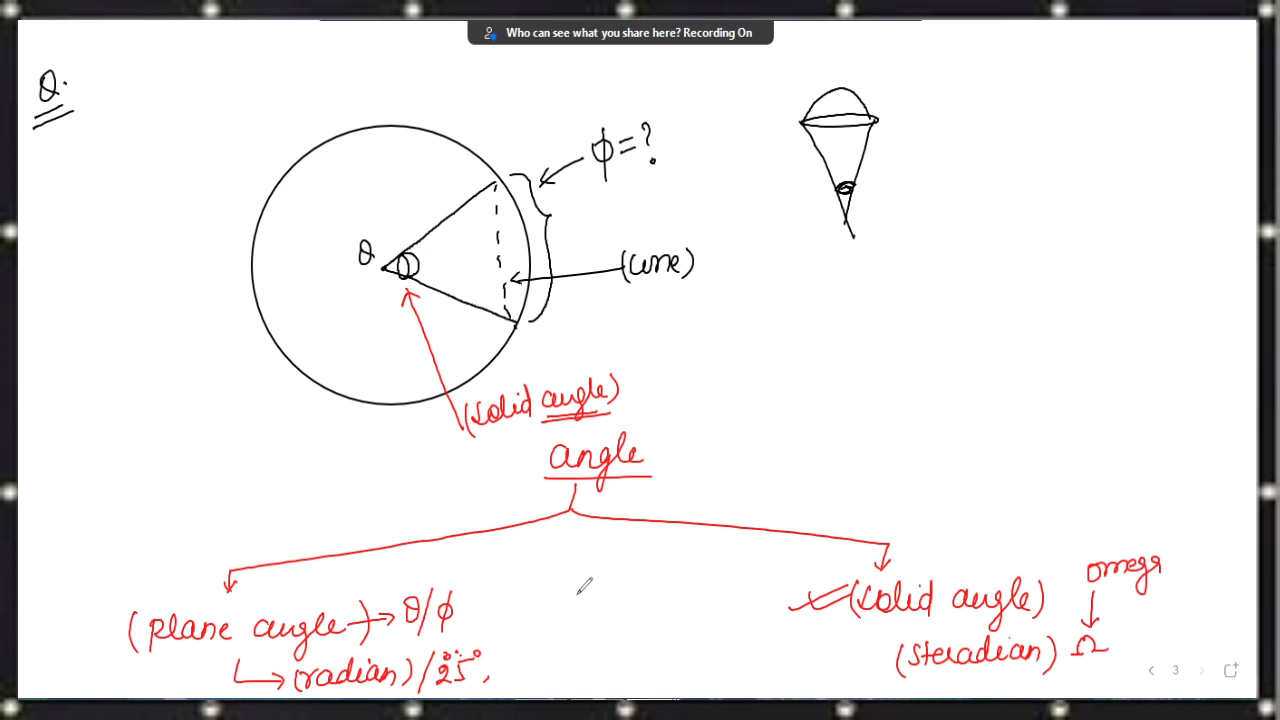 Who can see what you share here? Recording On
Q.
ϕ=?
Q
(cone)
(solid angle)
angle
(plane angle) → θ/ϕ
(radian) /
(solid angle)
omega
(steradian) Ω
3